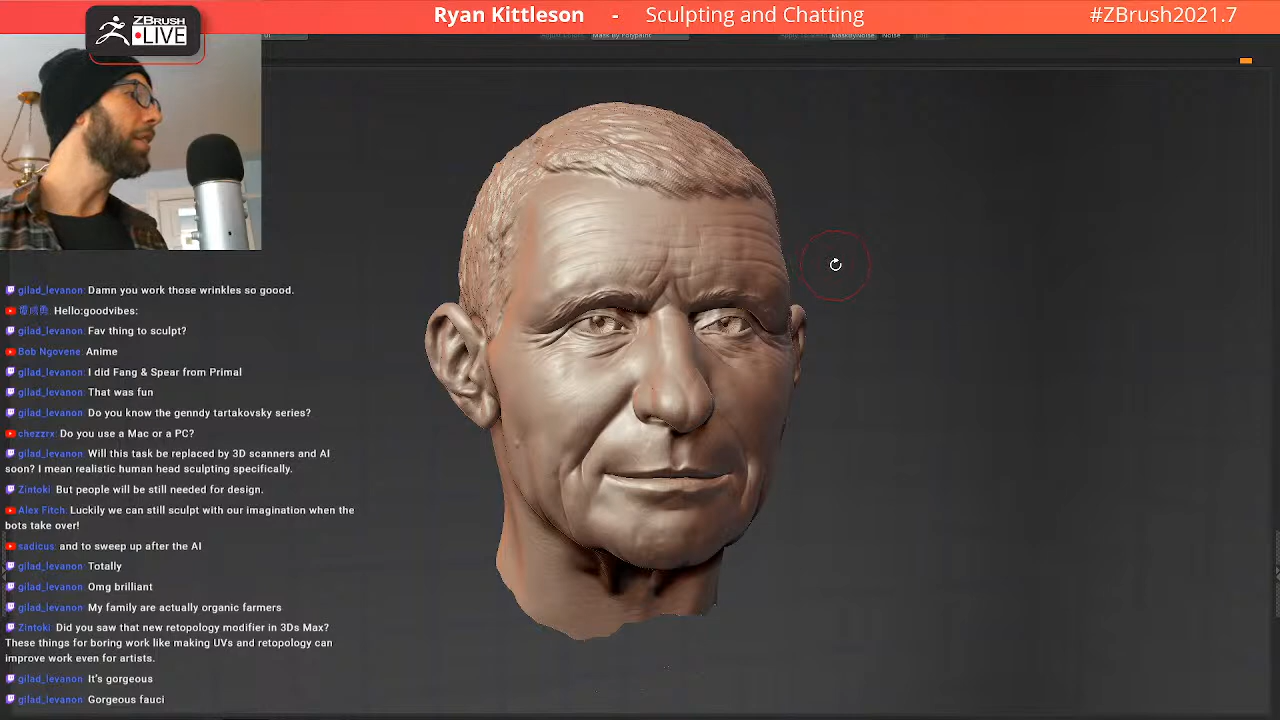 Ryan Kittleson - Sculpting and Chatting #ZBrush2021.7
ZBRUSH
LIVE
Mask By Polypaint
MaskByNoise Noise
gilad_levanon: Damn you work those wrinkles so goood.
Hello:goodvibes:
gilad_levanon: Fav thing to sculpt?
Bob Ngovene: Anime
gilad_levanon: I did Fang & Spear from Primal
gilad_levanon: That was fun
gilad_levanon: Do you know the genndy tartakovsky series?
chezzrx: Do you use a Mac or a PC?
gilad_levanon: Will this task be replaced by 3D scanners and AI
soon? I mean realistic human head sculpting specifically.
Zintoki: But people will be still needed for design.
Alex Fitch: Luckily we can still sculpt with our imagination when the
bots take over!
sadicus: and to sweep up after the AI
gilad_levanon: Totally
gilad_levanon: Omg brilliant
gilad_levanon: My family are actually organic farmers
Zintoki: Did you saw that new retopology modifier in 3Ds Max?
These things for boring work like making UVs and retopology can
improve work even for artists.
gilad_levanon: It's gorgeous
gilad_levanon: Gorgeous fauci